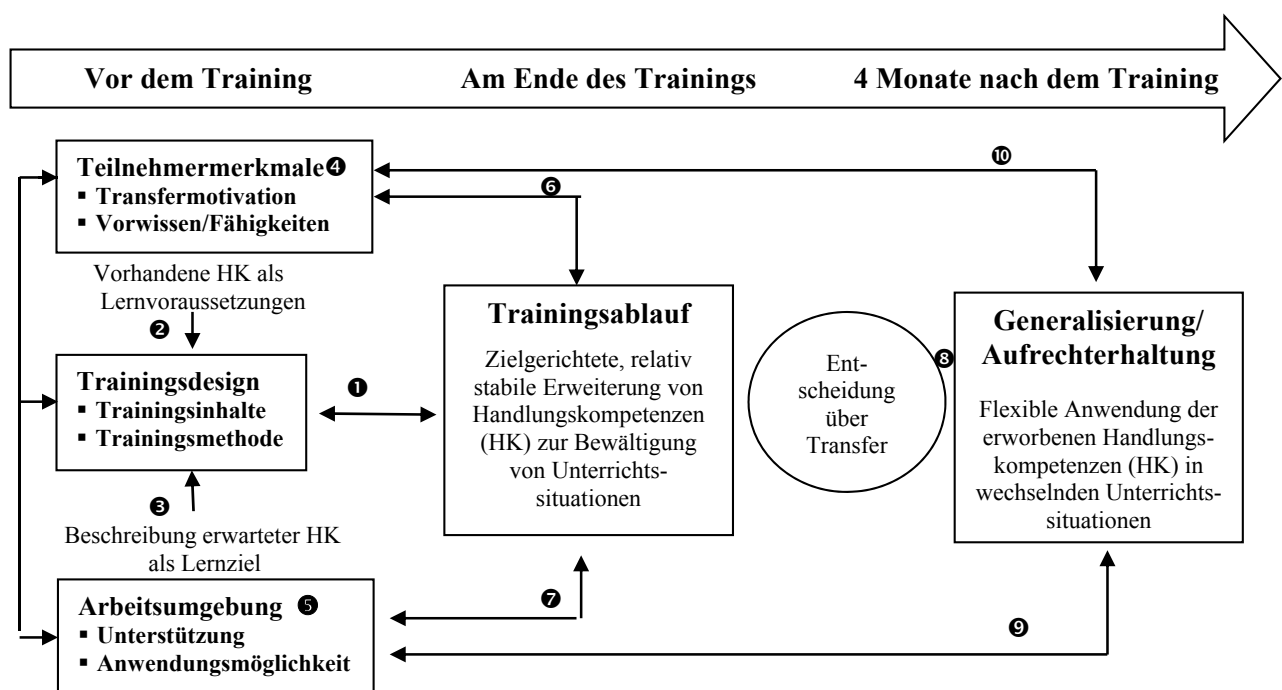 Vor dem Training
Am Ende des Trainings
4 Monate nach dem Training
Teilnehmermerkmale❹
▪ Transfermotivation
▪ Vorwissen/Fähigkeiten
Vorhandene HK als
Lernvoraussetzungen
❷
Trainingsdesign
▪ Trainingsinhalte
▪ Trainingsmethode
❸
Beschreibung erwarteter HK
als Lernziel
Arbeitsumgebung ❺
▪ Unterstützung
▪ Anwendungsmöglichkeit
❶
❻
❼
Trainingsablauf
Zielgerichtete, relativ
stabile Erweiterung von
Handlungskompetenzen
(HK) zur Bewältigung
von Unterrichts-
situationen
Ent-
scheidung
über
Transfer
❽
❿
❾
Generalisierung/
Aufrechterhaltung
Flexible Anwendung der
erworbenen Handlungs-
kompetenzen (HK) in
wechselnden Unterrichts-
situationen